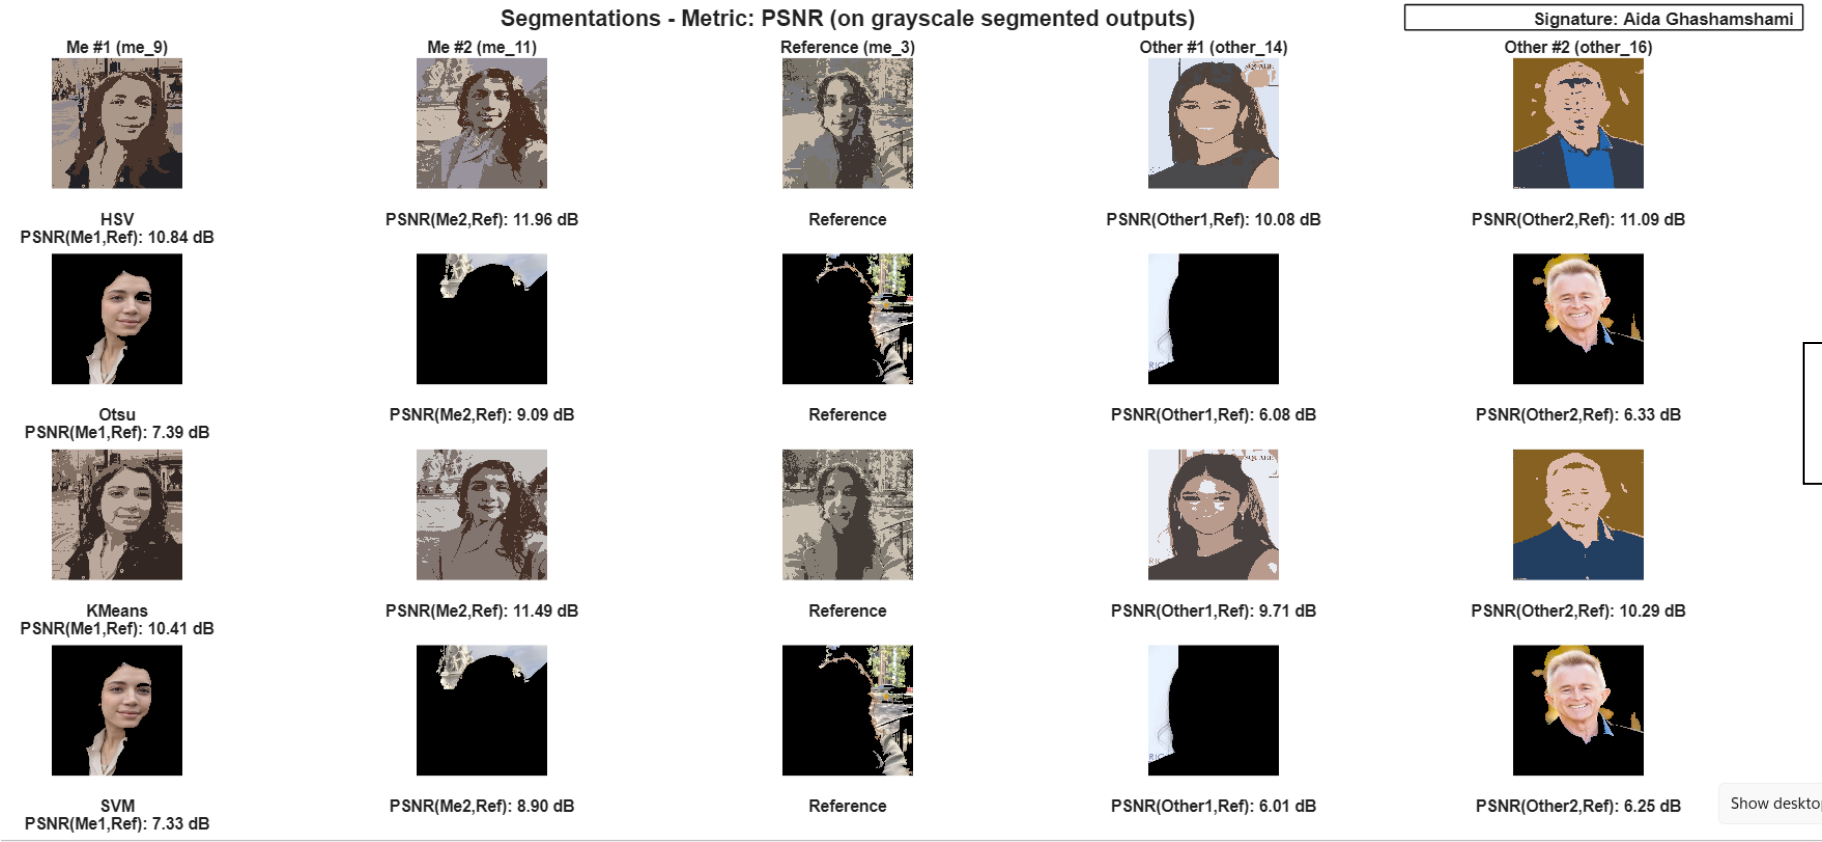 Segmentations - Metric: PSNR (on grayscale segmented outputs)
Signature: Aida Ghashamshami
Me #1 (me_9)
Me #2 (me_11)
Reference (me_3)
Other #1 (other_14)
Other #2 (other_16)
HSV
PSNR(Me1,Ref): 10.84 dB
PSNR(Me2,Ref): 11.96 dB
Reference
PSNR(Other1,Ref): 10.08 dB
PSNR(Other2,Ref): 11.09 dB
Otsu
PSNR(Me1,Ref): 7.39 dB
PSNR(Me2,Ref): 9.09 dB
Reference
PSNR(Other1,Ref): 6.08 dB
PSNR(Other2,Ref): 6.33 dB
KMeans
PSNR(Me1,Ref): 10.41 dB
PSNR(Me2,Ref): 11.49 dB
Reference
PSNR(Other1,Ref): 9.71 dB
PSNR(Other2,Ref): 10.29 dB
SVM
PSNR(Me1,Ref): 7.33 dB
PSNR(Me2,Ref): 8.90 dB
Reference
PSNR(Other1,Ref): 6.01 dB
PSNR(Other2,Ref): 6.25 dB
Show deskto